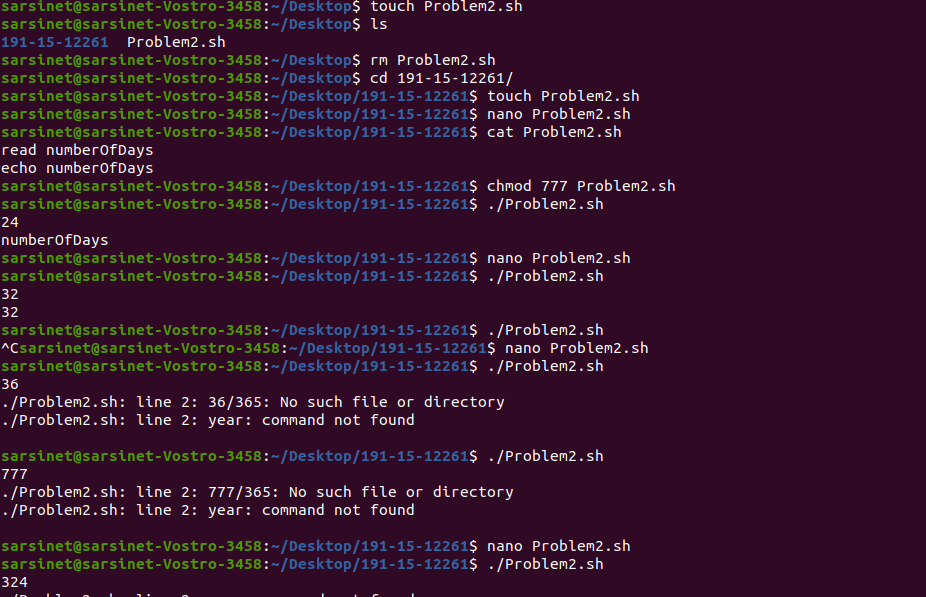 sarsinet@sarsinet-Vostro-3458:~/Desktop$ touch Problem2.sh
sarsinet@sarsinet-Vostro-3458:~/Desktop$ ls
191-15-12261  Problem2.sh
sarsinet@sarsinet-Vostro-3458:~/Desktop$ rm Problem2.sh
sarsinet@sarsinet-Vostro-3458:~/Desktop$ cd 191-15-12261/
sarsinet@sarsinet-Vostro-3458:~/Desktop/191-15-12261$ touch Problem2.sh
sarsinet@sarsinet-Vostro-3458:~/Desktop/191-15-12261$ nano Problem2.sh
sarsinet@sarsinet-Vostro-3458:~/Desktop/191-15-12261$ cat Problem2.sh
read numberOfDays
echo numberOfDays
sarsinet@sarsinet-Vostro-3458:~/Desktop/191-15-12261$ chmod 777 Problem2.sh
sarsinet@sarsinet-Vostro-3458:~/Desktop/191-15-12261$ ./Problem2.sh
24
numberOfDays
sarsinet@sarsinet-Vostro-3458:~/Desktop/191-15-12261$ nano Problem2.sh
sarsinet@sarsinet-Vostro-3458:~/Desktop/191-15-12261$ ./Problem2.sh
32
32
sarsinet@sarsinet-Vostro-3458:~/Desktop/191-15-12261$ ./Problem2.sh
^Csarsinet@sarsinet-Vostro-3458:~/Desktop/191-15-12261$ nano Problem2.sh
sarsinet@sarsinet-Vostro-3458:~/Desktop/191-15-12261$ ./Problem2.sh
36
./Problem2.sh: line 2: 36/365: No such file or directory
./Problem2.sh: line 2: year: command not found
sarsinet@sarsinet-Vostro-3458:~/Desktop/191-15-12261$ ./Problem2.sh
777
./Problem2.sh: line 2: 777/365: No such file or directory
./Problem2.sh: line 2: year: command not found
sarsinet@sarsinet-Vostro-3458:~/Desktop/191-15-12261$ nano Problem2.sh
sarsinet@sarsinet-Vostro-3458:~/Desktop/191-15-12261$ ./Problem2.sh
324